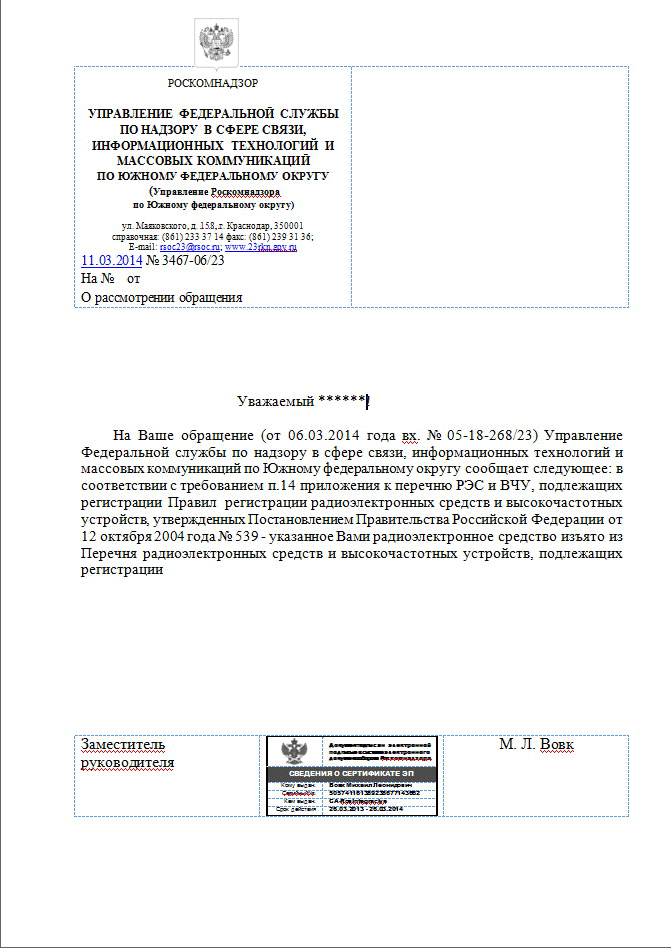 РОСКОМНАДЗОР
УПРАВЛЕНИЕ ФЕДЕРАЛЬНОЙ СЛУЖБЫ
ПО НАДЗОРУ В СФЕРЕ СВЯЗИ,
ИНФОРМАЦИОННЫХ ТЕХНОЛОГИЙ И
МАССОВЫХ КОММУНИКАЦИЙ
ПО ЮЖНОМУ ФЕДЕРАЛЬНОМУ ОКРУГУ
(Управление Роскомнадзора
по Южному федеральному округу)
ул. Маяковского, д. 158, г. Краснодар, 350001
справочная: (861) 233 37 14 факс: (861) 239 31 36;
E-mail: rsoc23@rsoc.ru; www.23rkn.gov.ru
11.03.2014 № 3467-06/23
На № от
О рассмотрении обращения
Уважаемый ******!
На Ваше обращение (от 06.03.2014 года вх. № 05-18-268/23) Управление
Федеральной службы по надзору в сфере связи, информационных технологий и
массовых коммуникаций по Южному федеральному округу сообщает следующее: в
соответствии с требованием п.14 приложения к перечню РЭС и ВЧУ, подлежащих
регистрации Правил регистрации радиоэлектронных средств и высокочастотных
устройств, утвержденных Постановлением Правительства Российской Федерации от
12 октября 2004 года № 539 - указанное Вами радиоэлектронное средство изъято из
Перечня радиоэлектронных средств и высокочастотных устройств, подлежащих
регистрации
Заместитель
руководителя
Документ подписан электронной
подписью в системе электронного
документооборота Роскомнадзора
СВЕДЕНИЯ О СЕРТИФИКАТЕ ЭП
Кому выдан: Вовк Михаил Леонидович
Серийный №:
Кем выдан:
Срок действия 26.03.2013 - 26.03.2014
М. Л. Вовк